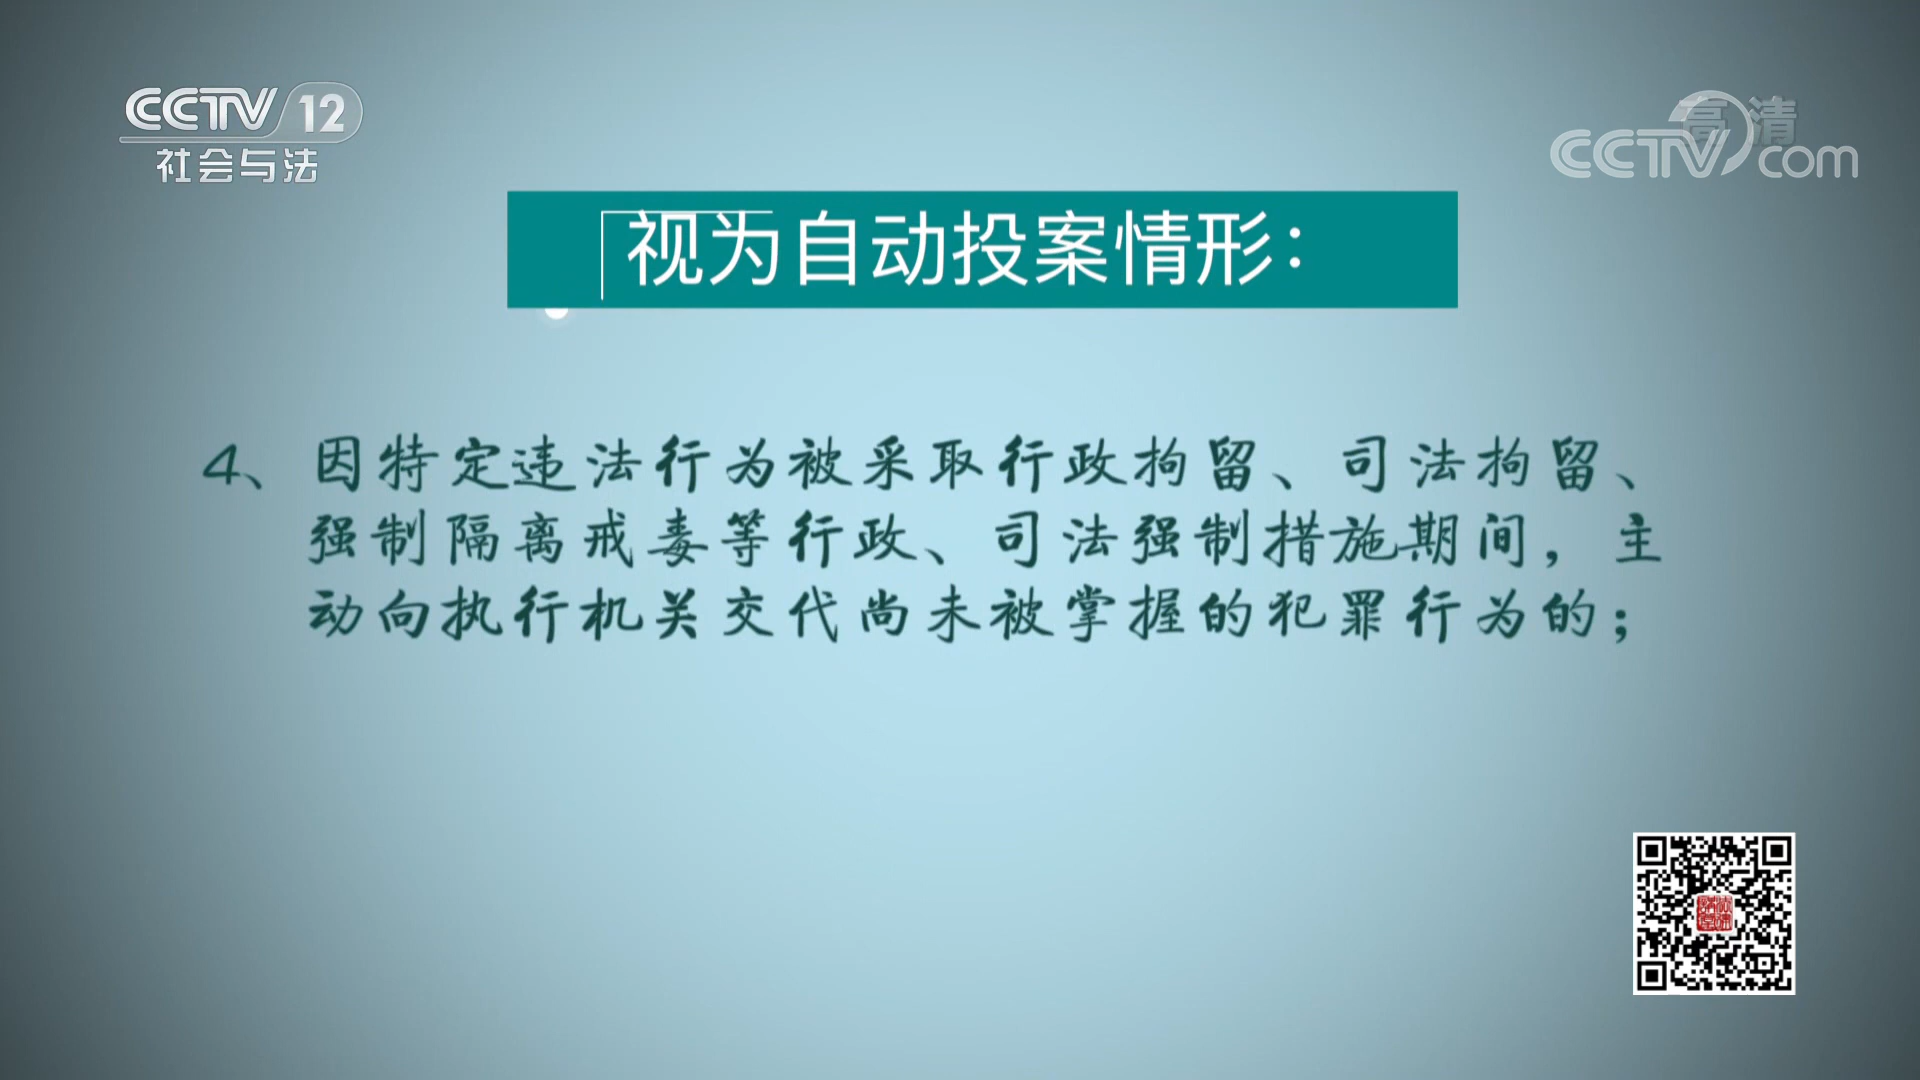 CCTV 12
社会与法
高清
CCTV com
视为自动投案情形：
4、因特定违法行为被采取行政拘留、司法拘留、
强制隔离戒毒等行政、司法强制措施期间，主
动向执行机关交代尚未被掌握的犯罪行为的；